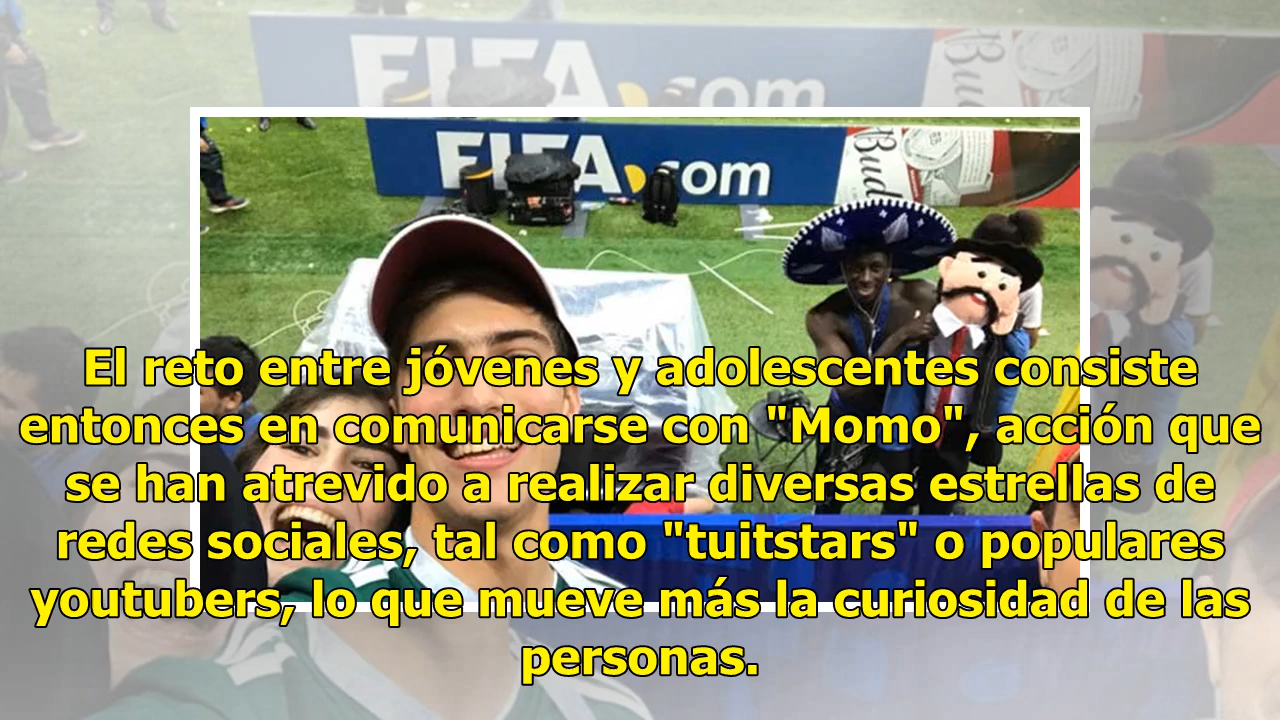 FIFA.com
Bud
FIFA.com
Bud
El reto entre jóvenes y adolescentes consiste
entonces en comunicarse con "Momo", acción que
se han atrevido a realizar diversas estrellas de
redes sociales, tal como "tuitstars" o populares
youtubers, lo que mueve más la curiosidad de las
personas.